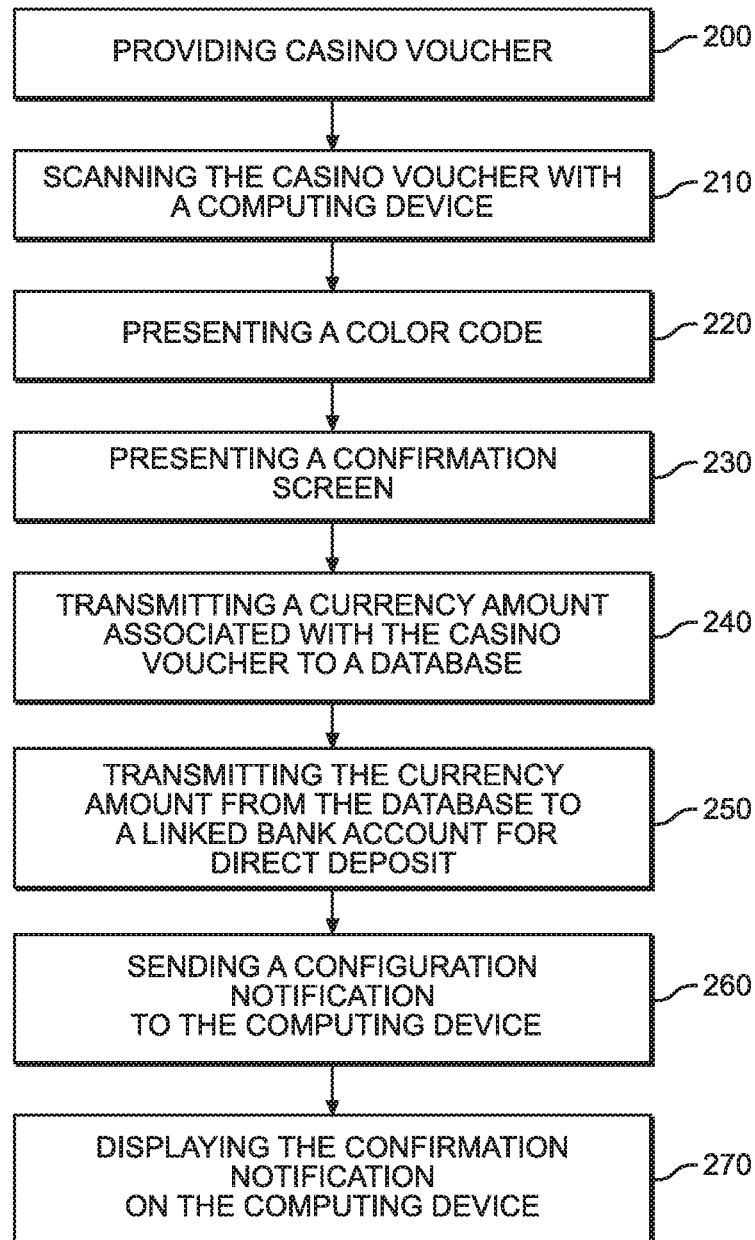 PROVIDING CASINO VOUCHER
200
SCANNING THE CASINO VOUCHER WITH
A COMPUTING DEVICE
210
PRESENTING A COLOR CODE
220
PRESENTING A CONFIRMATION
SCREEN
230
TRANSMITTING A CURRENCY AMOUNT
ASSOCIATED WITH THE CASINO
VOUCHER TO A DATABASE
240
TRANSMITTING THE CURRENCY
AMOUNT FROM THE DATABASE TO
A LINKED BANK ACCOUNT FOR
DIRECT DEPOSIT
250
SENDING A CONFIGURATION
NOTIFICATION
TO THE COMPUTING DEVICE
260
DISPLAYING THE CONFIRMATION
NOTIFICATION
ON THE COMPUTING DEVICE
270